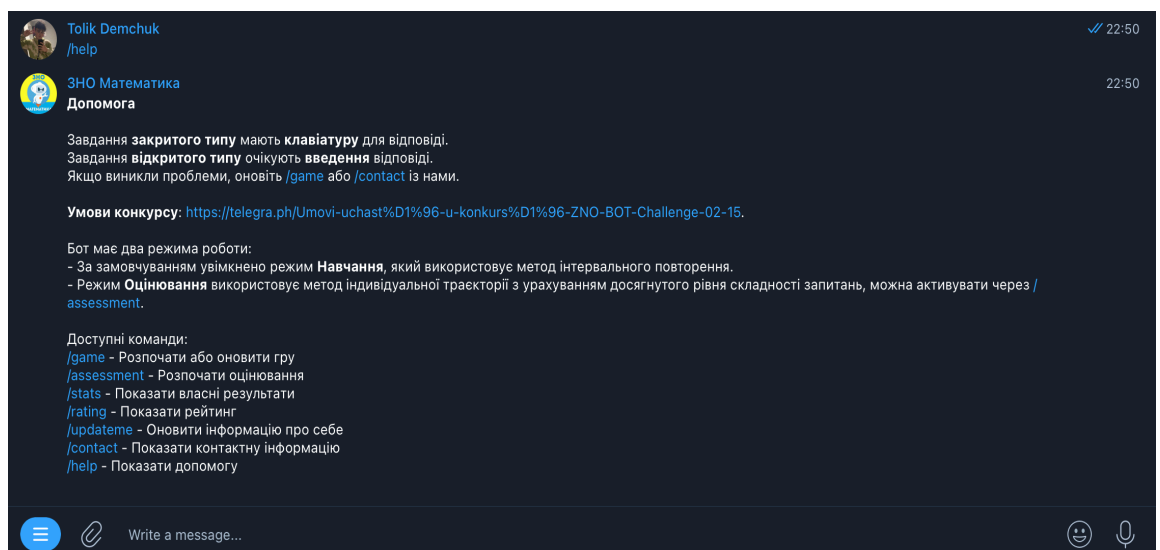 Tolik Demchuk
22:50
/help
ЗНО Математика
22:50
Допомога
Завдання закритого типу мають клавіатуру для відповіді.
Завдання відкритого типу очікують введення відповіді.
Якщо виникли проблеми, оновіть /game або /contact із нами.
Умови конкурсу: https://telegra.ph/Umovi-uchast%D1%96-u-konkurs%D1%96-ZNO-BOT-Challenge-02-15.
Бот має два режима роботи:
- За замовчуванням увімкнено режим Навчання, який використовує метод інтервального повторення.
- Режим Оцінювання використовує метод індивідуальної траєкторії з урахуванням досягнутого рівня складності запитань, можна активувати через /
assessment.
Доступні команди:
/game - Розпочати або оновити гру
/assessment - Розпочати оцінювання
/stats - Показати власні результати
/rating - Показати рейтинг
/updateme - Оновити інформацію про себе
/contact - Показати контактну інформацію
/help - Показати допомогу
Write a message...